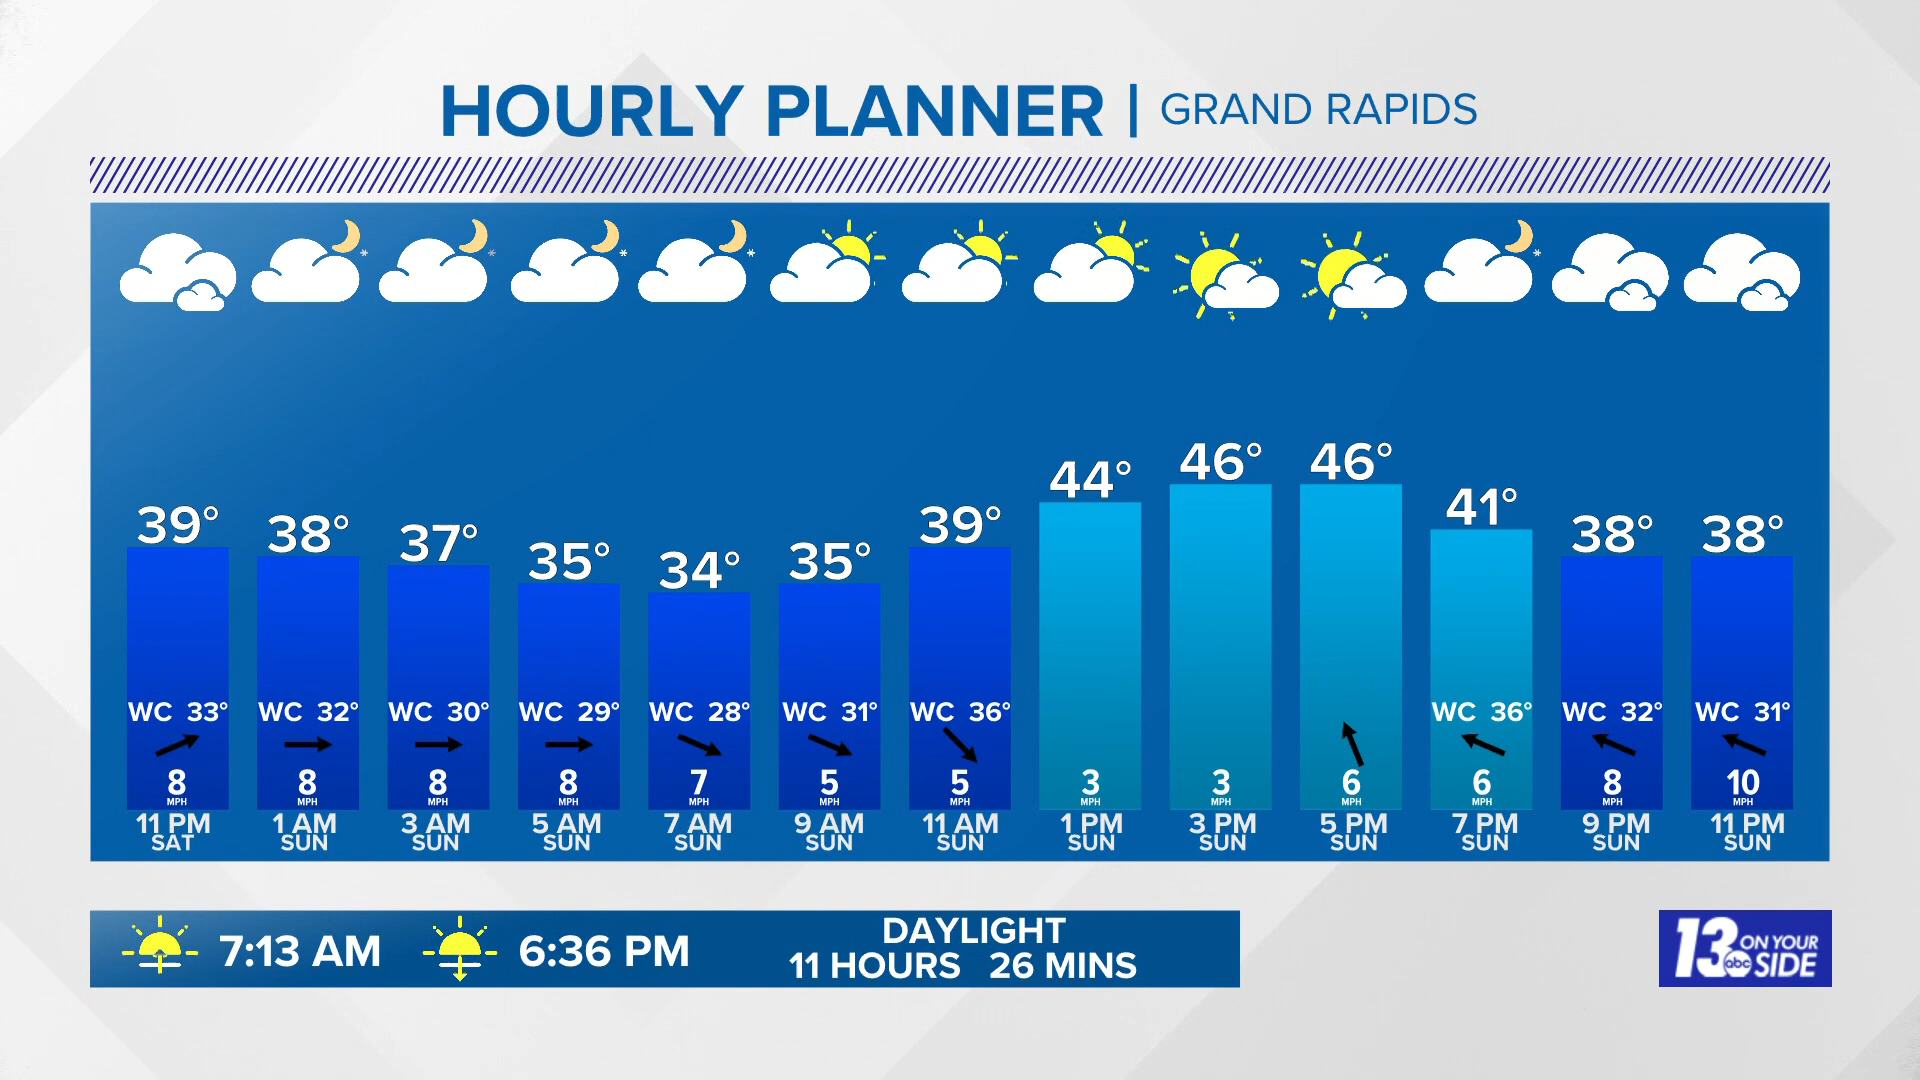 HOURLY PLANNER | GRAND RAPIDS
39° 38° 37° 35° 34° 35° 39° 44° 46° 46° 41° 38° 38°
WC 33° WC 32° WC 30° WC 29° WC 28° WC 31° WC 36° WC 36° WC 32° WC 31°
8 8 8 8 7 5 5 3 3 6 6 8 10
MPH MPH MPH MPH MPH MPH MPH MPH MPH MPH MPH MPH MPH
11 PM 1 AM 3 AM 5 AM 7 AM 9 AM 11 AM 1 PM 3 PM 5 PM 7 PM 9 PM 11 PM
SAT SUN SUN SUN SUN SUN SUN SUN SUN SUN SUN SUN SUN
7:13 AM 6:36 PM
DAYLIGHT
11 HOURS 26 MINS
13 ON YOUR
abc SIDE